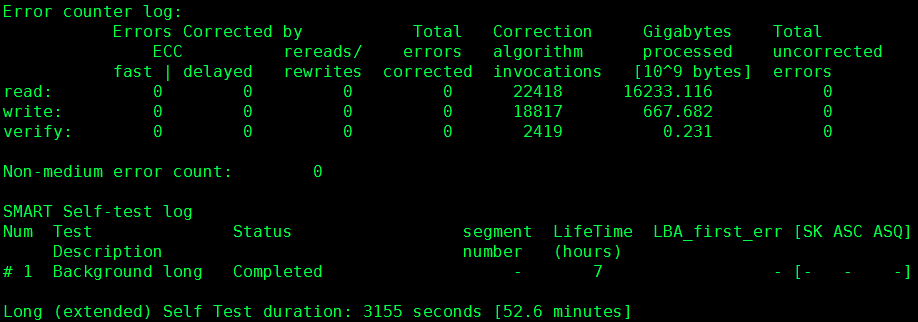 Error counter log:
           Errors Corrected by           Total   Correction     Gigabytes    Total
               ECC          rereads/    errors   algorithm      processed    uncorrected
           fast | delayed   rewrites  corrected  invocations   [10^9 bytes]  errors
read:          0        0         0         0      22418      16233.116           0
write:         0        0         0         0      18817        667.682           0
verify:        0        0         0         0       2419          0.231           0

Non-medium error count:        0

SMART Self-test log
Num  Test              Status                 segment  LifeTime  LBA_first_err [SK ASC ASQ]
     Description                              number   (hours)
# 1  Background long   Completed                   -       7                 - [-   -    -]

Long (extended) Self Test duration: 3155 seconds [52.6 minutes]